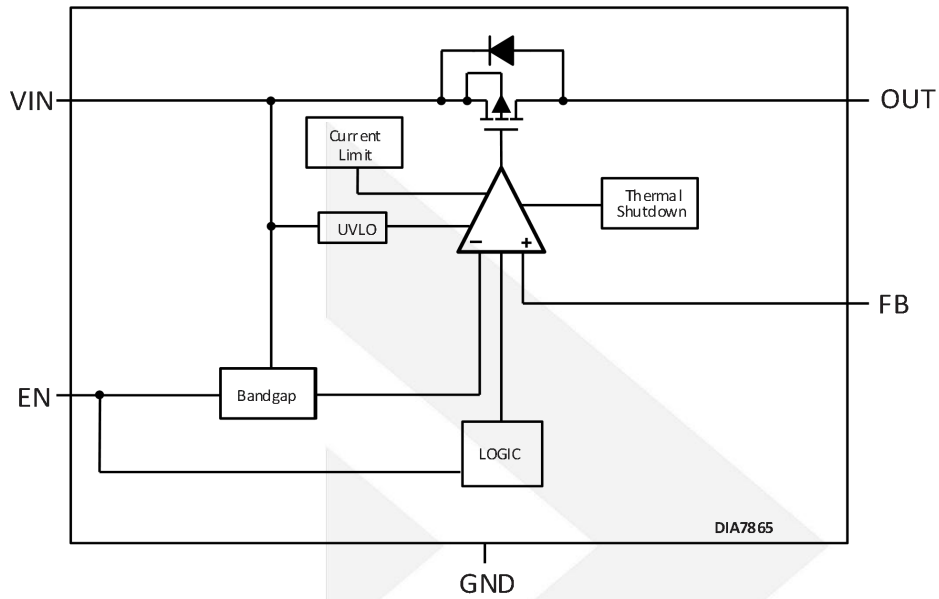 VIN
OUT
Current
Limit
Thermal
Shutdown
UVLO
−
+
FB
EN
Bandgap
LOGIC
DIA7865
GND